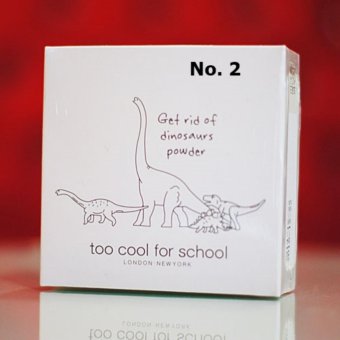 No. 2
Get rid of
dinosaurs
powder
too cool for school
LONDON NEWYORK